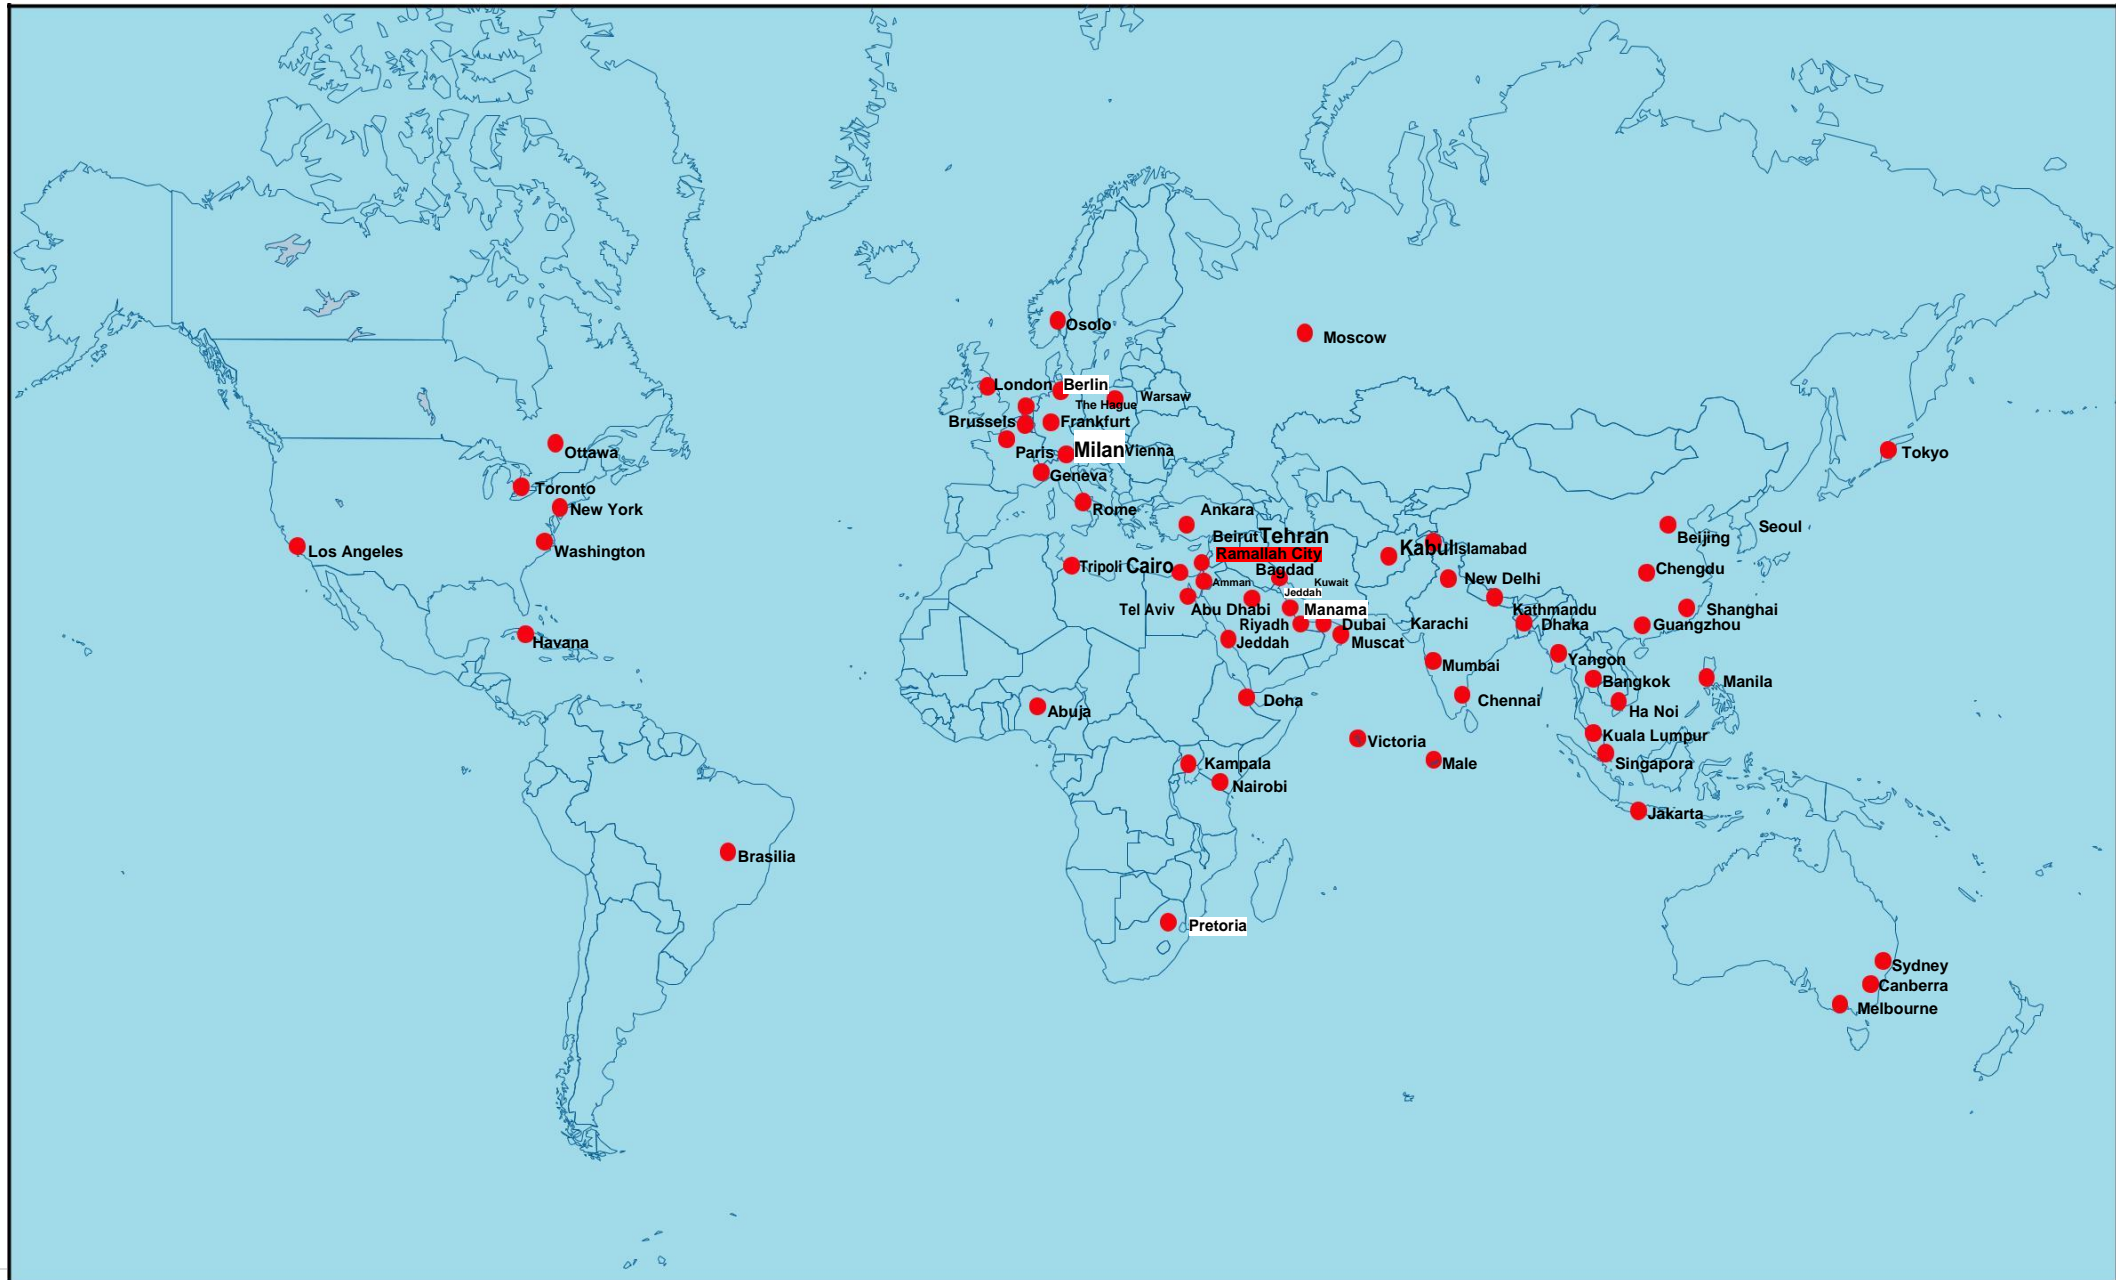 Osolo
Moscow
London
Berlin
Warsaw
The Hague
Brussels
Frankfurt
Ottawa
Paris
Milan
Vienna
Tokyo
Geneva
Toronto
New York
Rome
Ankara
Seoul
Beirut
Tehran
Beijing
Los Angeles
Washington
Ramallah City
Kabul
Islamabad
Tripoli
Cairo
Bagdad
Chengdu
Amman
Kuwait
New Delhi
Jeddah
Tel Aviv
Abu Dhabi
Manama
Kathmandu
Shanghai
Riyadh
Dubai
Karachi
Dhaka
Guangzhou
Havana
Jeddah
Muscat
Yangon
Mumbai
Bangkok
Manila
Doha
Chennai
Abuja
Ha Noi
Kuala Lumpur
Victoria
Kampala
Male
Singapora
Nairobi
Jakarta
Brasilia
Pretoria
Sydney
Canberra
Melbourne